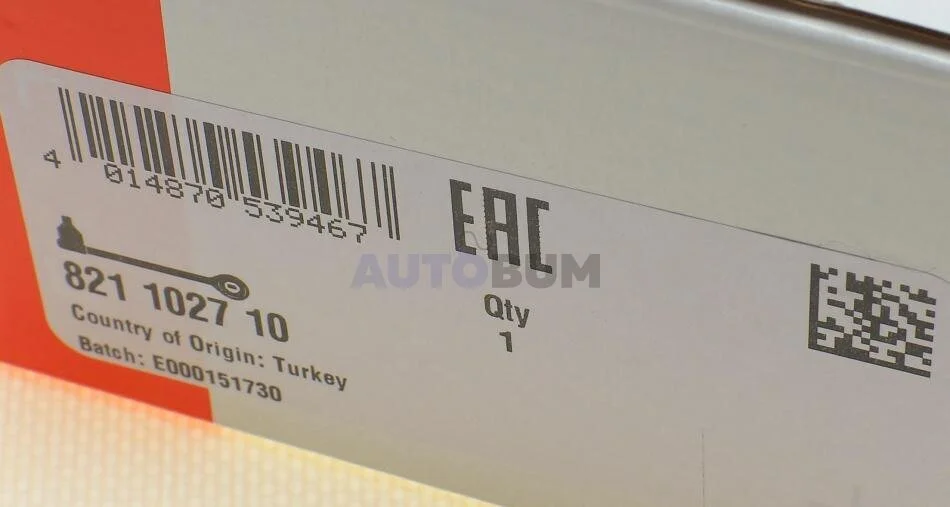 4 014870 539467
EAC
AUTOBUM
821 1027 10
Qty
1
Country of Origin: Turkey
Batch: E000151730